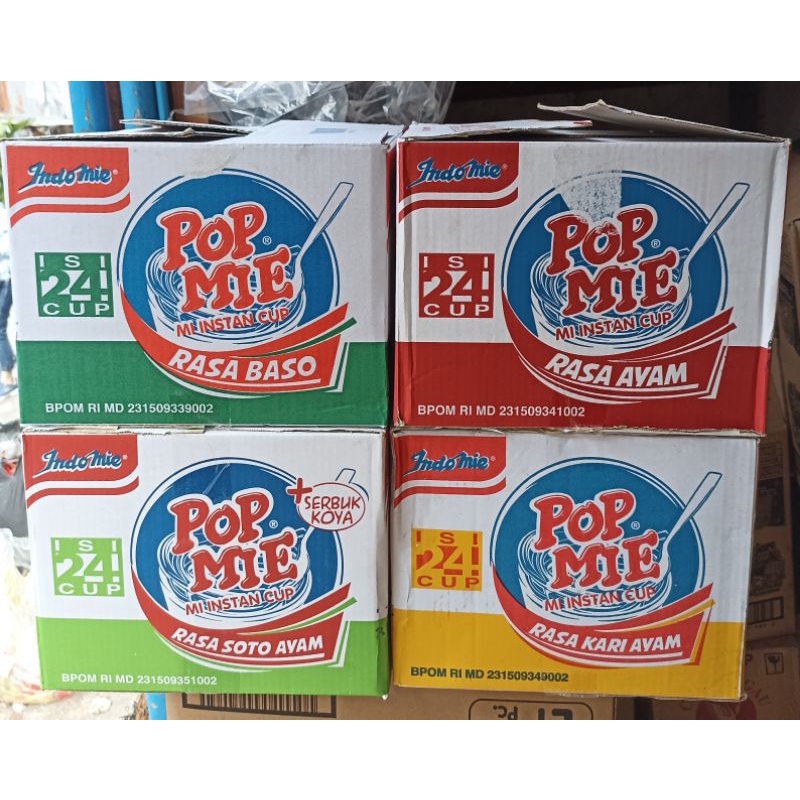 Indomie®
ISI
24
CUP
POP
MIE®
MI INSTAN CUP
RASA BASO
BPOM RI MD 231509339002
Indomie®
ISI
24
CUP
POP
MIE®
MI INSTAN CUP
RASA AYAM
BPOM RI MD 231509341002
Indomie®
ISI
24
CUP
POP
MIE®
+ SERBUK
KOYA
MI INSTAN CUP
RASA SOTO AYAM
BPOM RI MD 231509351002
Indomie®
ISI
24
CUP
POP
MIE®
MI INSTAN CUP
RASA KARI AYAM
BPOM RI MD 231509349002